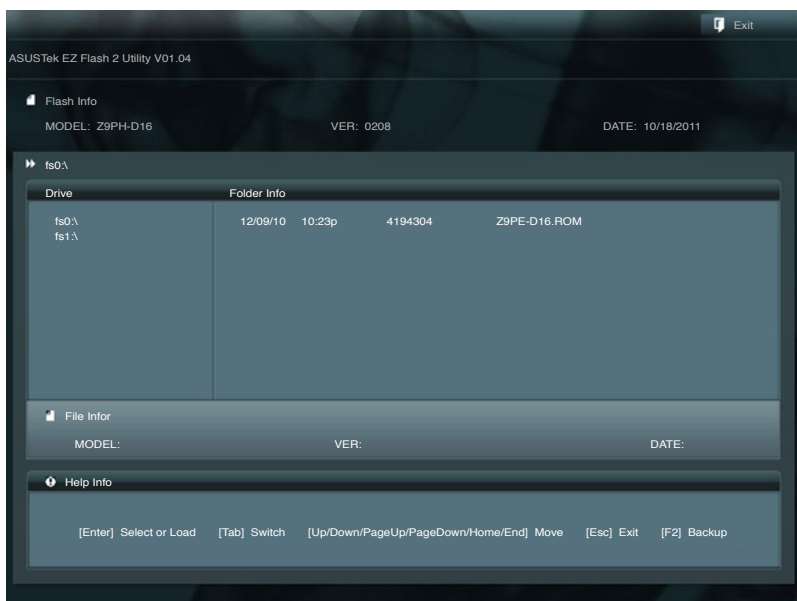 Exit
ASUSTek EZ Flash 2 Utility V01.04
Flash Info
MODEL: Z9PH-D16 VER: 0208 DATE: 10/18/2011
fs0:\
Drive Folder Info
fs0:\ 12/09/10 10:23p 4194304 Z9PE-D16.ROM
fs1:\
File Infor
MODEL: VER: DATE:
Help Info
[Enter] Select or Load [Tab] Switch [Up/Down/PageUp/PageDown/Home/End] Move [Esc] Exit [F2] Backup